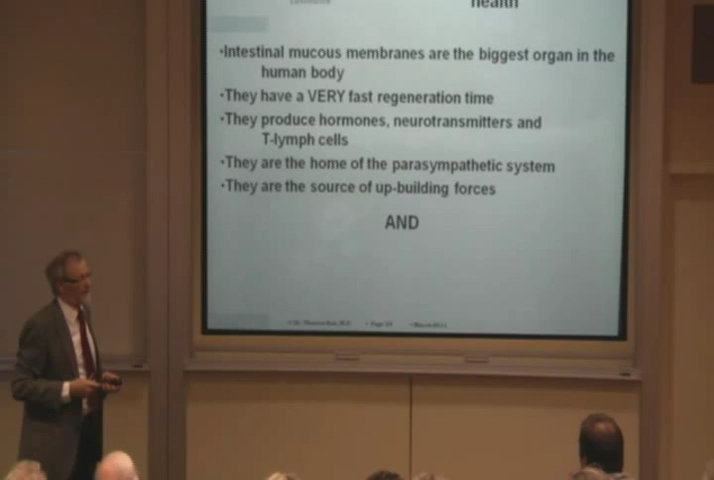 health
•Intestinal mucous membranes are the biggest organ in the
human body
•They have a VERY fast regeneration time
•They produce hormones, neurotransmitters and
T-lymph cells
•They are the home of the parasympathetic system
•They are the source of up-building forces
AND